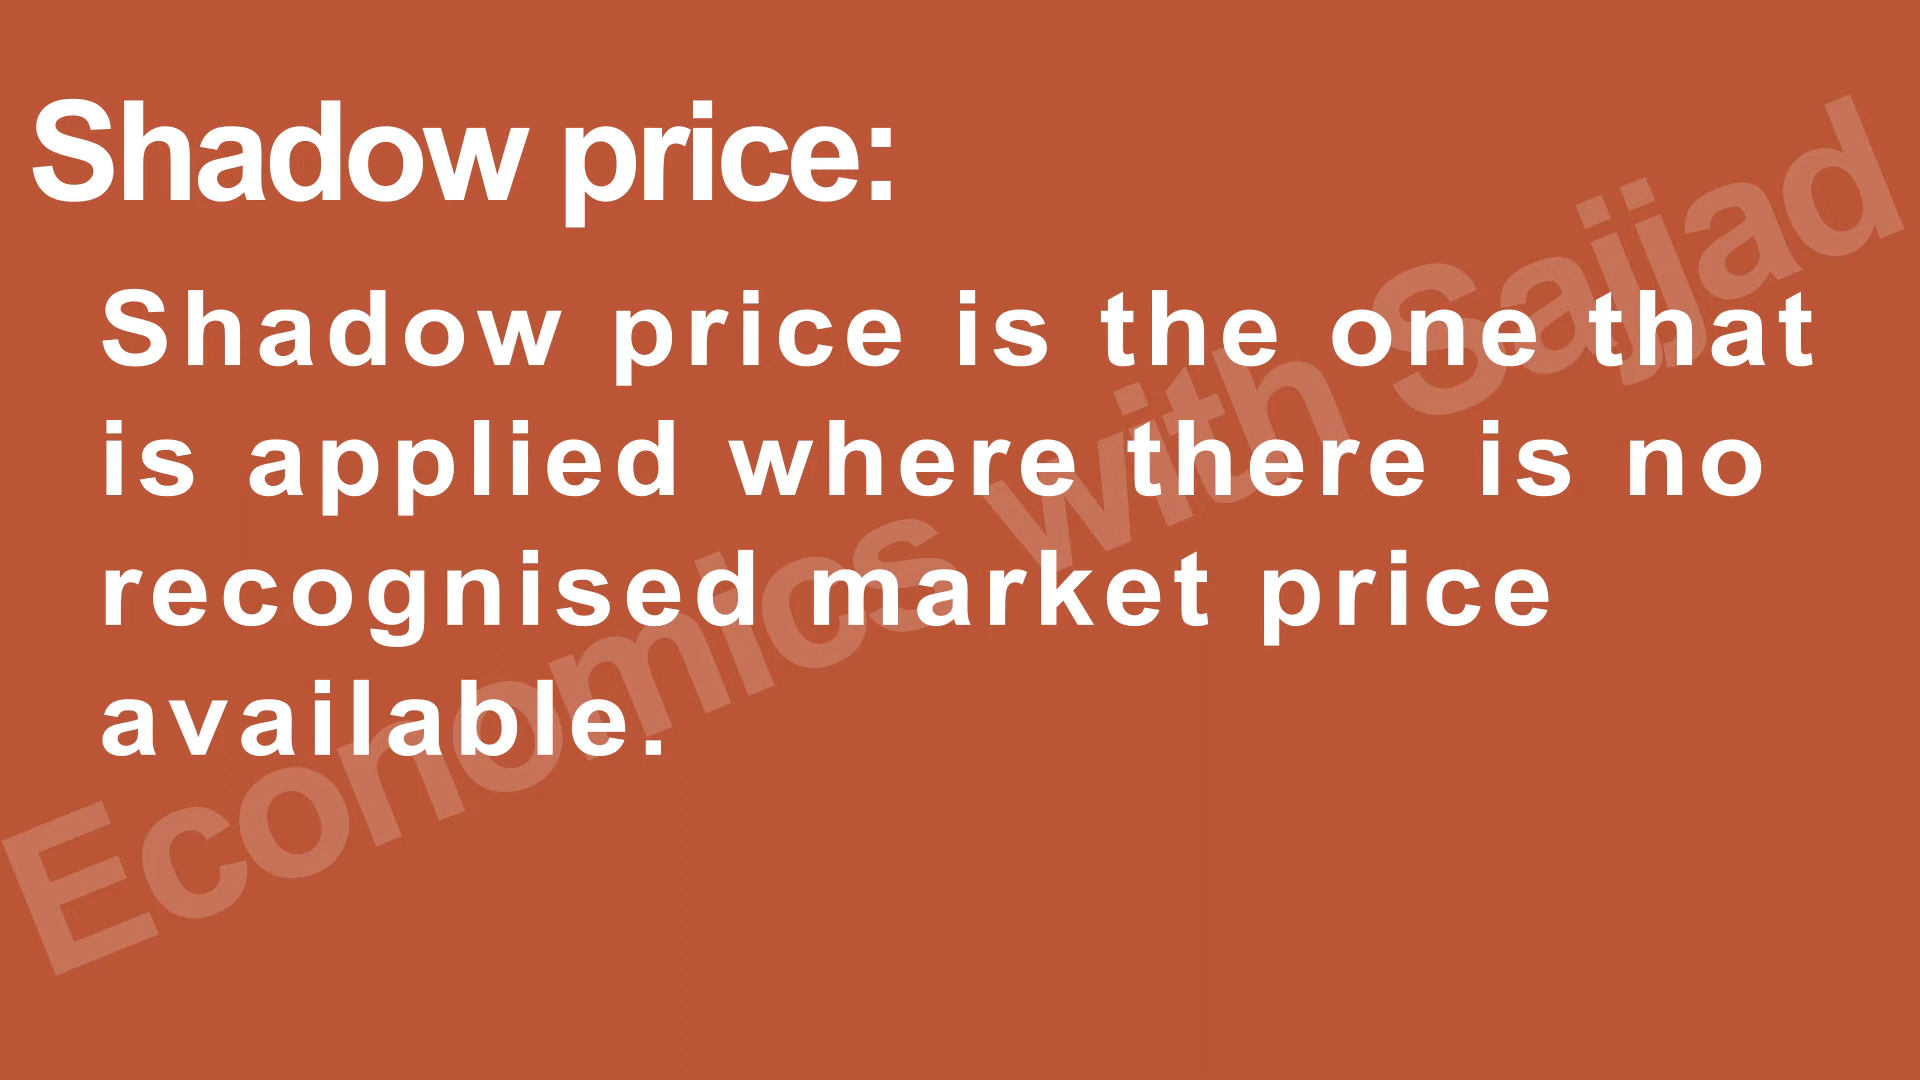 Shadow price:
Shadow price is the one that
is applied where there is no
recognised market price
available.
Economics with Sajjad